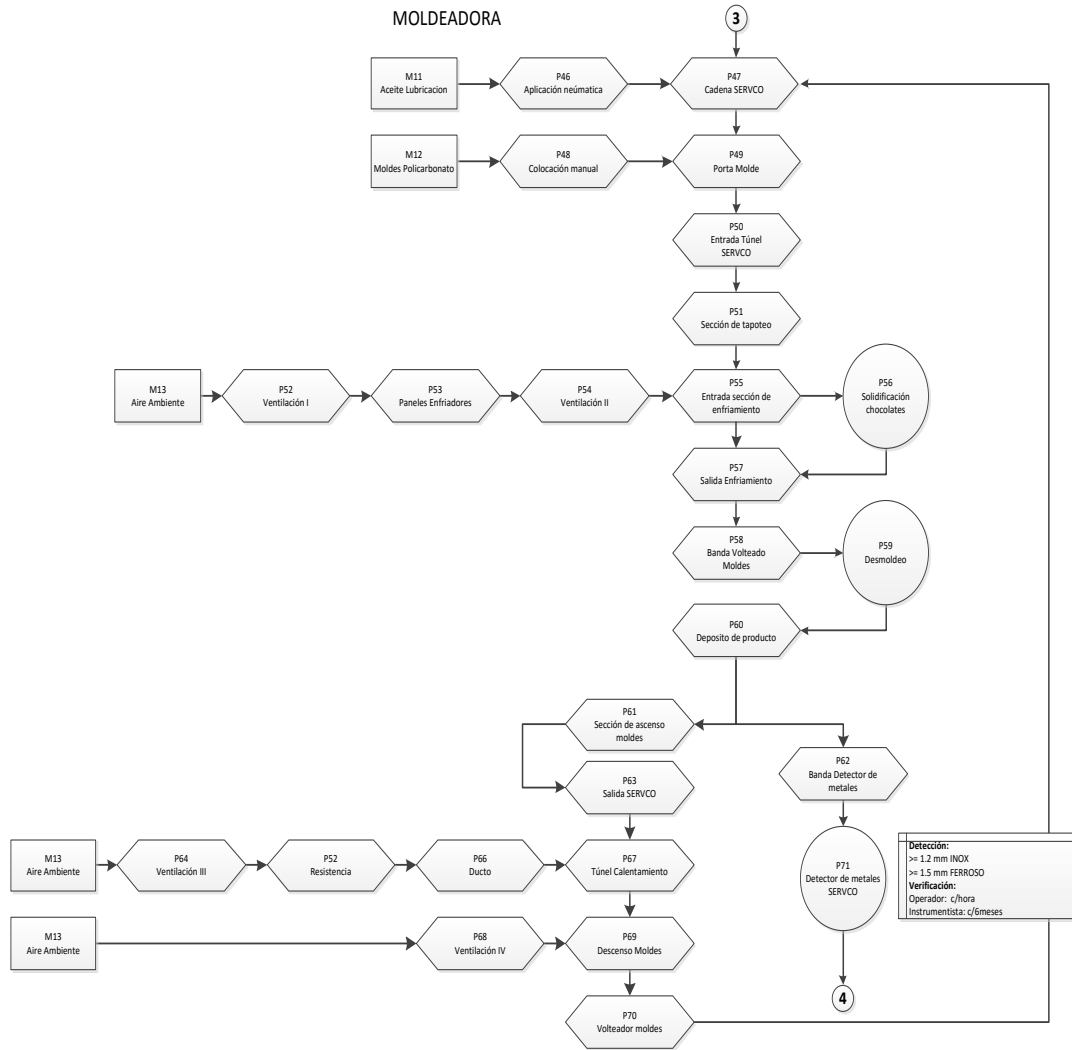 MOLDEADORA
3
M11
Aceite Lubricacion
P46
Aplicación neúmatica
P47
Cadena SERVCO
M12
Moldes Policarbonato
P48
Colocación manual
P49
Porta Molde
P50
Entrada Túnel
SERVCO
P51
Sección de tapoteo
M13
Aire Ambiente
P52
Ventilación I
P53
Paneles Enfriadores
P54
Ventilación II
P55
Entrada sección de
enfriamiento
P56
Solidificación
chocolates
P57
Salida Enfriamiento
P58
Banda Volteado
Moldes
P59
Desmoldeo
P60
Deposito de producto
P61
Sección de ascenso
moldes
P62
Banda Detector de
metales
P63
Salida SERVCO
M13
Aire Ambiente
P64
Ventilación III
P52
Resistencia
P66
Ducto
P67
Túnel Calentamiento
P71
Detector de metales
SERVCO
Detección:
>= 1.2 mm INOX
>= 1.5 mm FERROSO
Verificación:
Operador: c/hora
Instrumentista: c/6meses
M13
Aire Ambiente
P68
Ventilación IV
P69
Descenso Moldes
4
P70
Volteador moldes